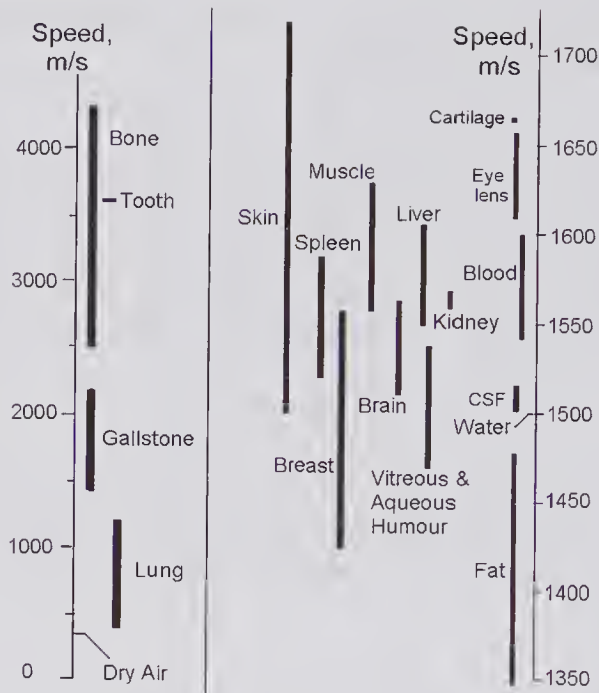 Speed,
m/s
4000
3000
2000
1000
0
Bone
Tooth
Gallstone
Lung
Dry Air
Skin
Spleen
Muscle
Liver
Kidney
Brain
Breast
Vitreous &
Aqueous
Humour
Speed,
m/s
Cartilage
Eye
lens
Blood
CSF
Water
Fat
1700
1650
1600
1550
1500
1450
1400
1350